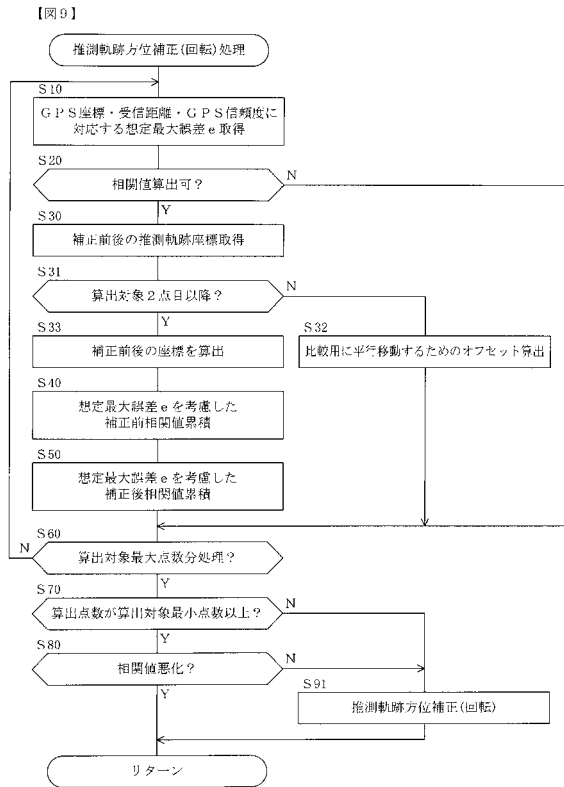 【図9】
推測軌跡方位補正(回転)処理
S10
GPS座標・受信距離・GPS信頼度に
対応する想定最大誤差e取得
S20
相関値算出可？
N
Y
S30
補正前後の推測軌跡座標取得
S31
算出対象2点目以降？
N
Y
S33
補正前後の座標を算出
S32
比較用に平行移動するためのオフセット算出
S40
想定最大誤差eを考慮した
補正前相関値累積
S50
想定最大誤差eを考慮した
補正後相関値累積
S60
N
算出対象最大点数分処理？
Y
S70
算出点数が算出対象最小点数以上？
N
Y
S80
相関値悪化？
N
Y
S91
推測軌跡方位補正(回転)
リターン